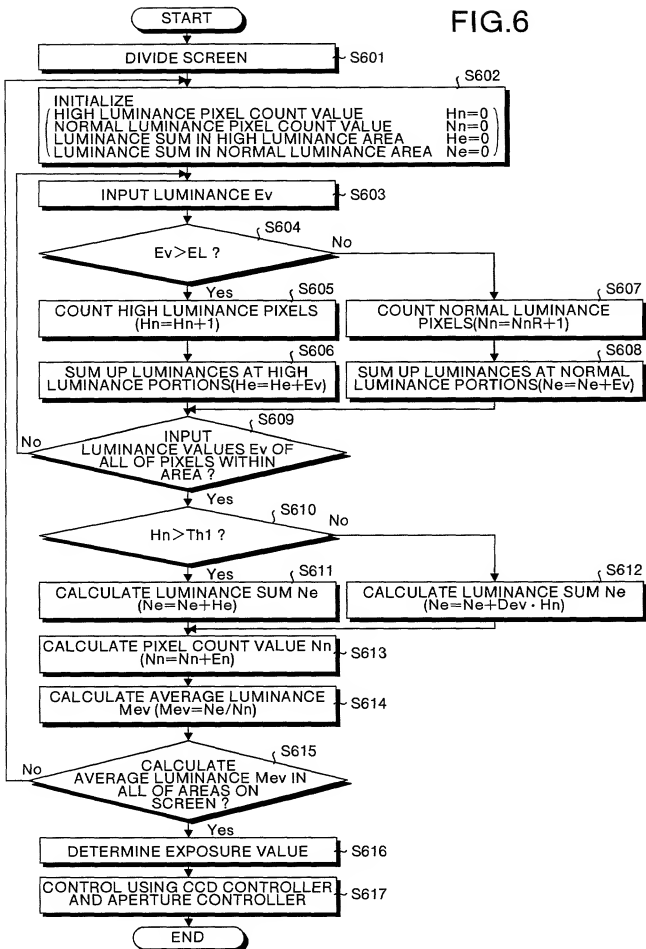 START
FIG.6
DIVIDE SCREEN
S601
S602
INITIALIZE
HIGH LUMINANCE PIXEL COUNT VALUE Hn=0
NORMAL LUMINANCE PIXEL COUNT VALUE Nn=0
LUMINANCE SUM IN HIGH LUMINANCE AREA He=0
LUMINANCE SUM IN NORMAL LUMINANCE AREA Ne=0
INPUT LUMINANCE Ev
S603
S604
Ev>EL ?
No
Yes
S605
COUNT HIGH LUMINANCE PIXELS
(Hn=Hn+1)
S607
COUNT NORMAL LUMINANCE
PIXELS(Nn=NnR+1)
S606
SUM UP LUMINANCES AT HIGH
LUMINANCE PORTIONS(He=He+Ev)
S608
SUM UP LUMINANCES AT NORMAL
LUMINANCE PORTIONS(Ne=Ne+Ev)
S609
No
INPUT
LUMINANCE VALUES Ev OF
ALL OF PIXELS WITHIN
AREA ?
Yes
S610
Hn>Th1 ?
No
Yes
S611
CALCULATE LUMINANCE SUM Ne
(Ne=Ne+He)
S612
CALCULATE LUMINANCE SUM Ne
(Ne=Ne+Dev・Hn)
CALCULATE PIXEL COUNT VALUE Nn
(Nn=Nn+En)
S613
CALCULATE AVERAGE LUMINANCE
Mev (Mev=Ne/Nn)
S614
S615
No
CALCULATE
AVERAGE LUMINANCE Mev IN
ALL OF AREAS ON
SCREEN ?
Yes
DETERMINE EXPOSURE VALUE
S616
CONTROL USING CCD CONTROLLER
AND APERTURE CONTROLLER
S617
END